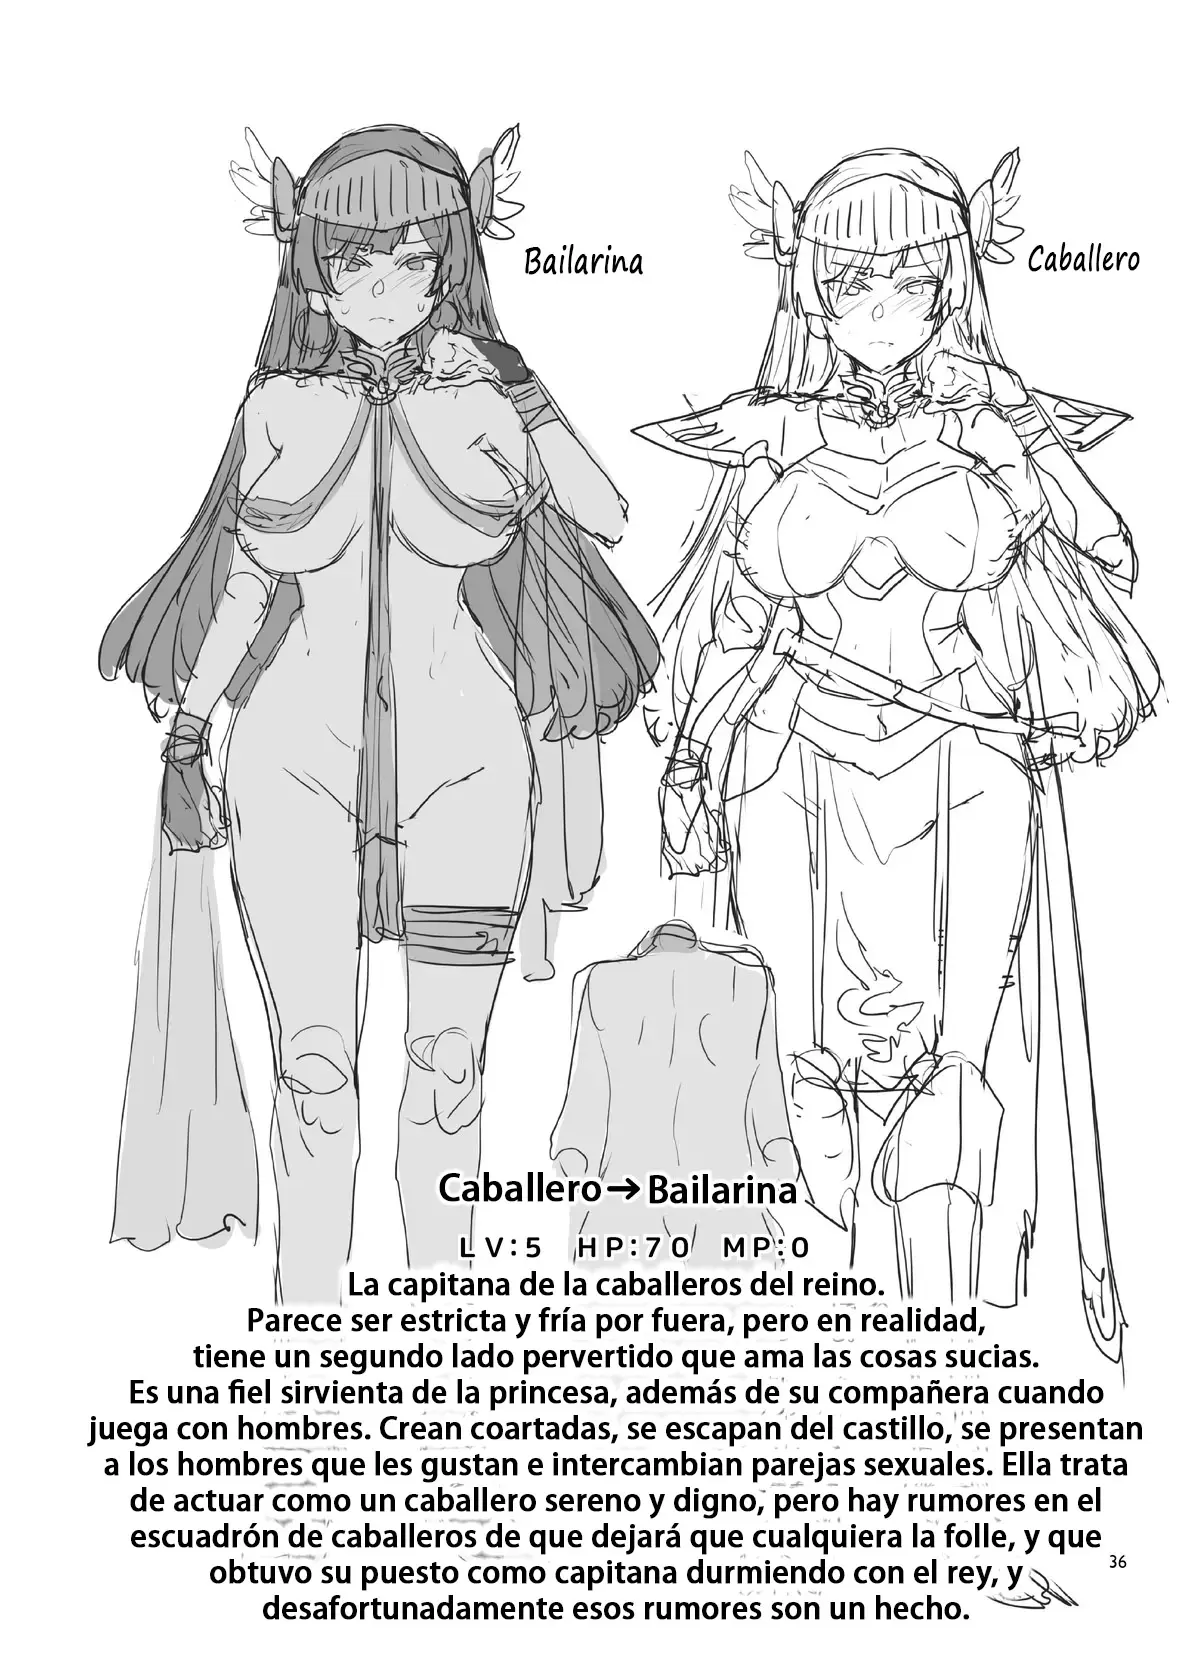 Bailarina
Caballero
Caballero→Bailarina
LV:5 HP:70 MP:0
La capitana de la caballeros del reino.
Parece ser estricta y fría por fuera, pero en realidad,
tiene un segundo lado pervertido que ama las cosas sucias.
Es una fiel sirvienta de la princesa, además de su compañera cuando
juega con hombres. Crean coartadas, se escapan del castillo, se presentan
a los hombres que les gustan e intercambian parejas sexuales. Ella trata
de actuar como un caballero sereno y digno, pero hay rumores en el
escuadrón de caballeros de que dejará que cualquiera la folle, y que
obtuvo su puesto como capitana durmiendo con el rey, y
desafortunadamente esos rumores son un hecho.
36